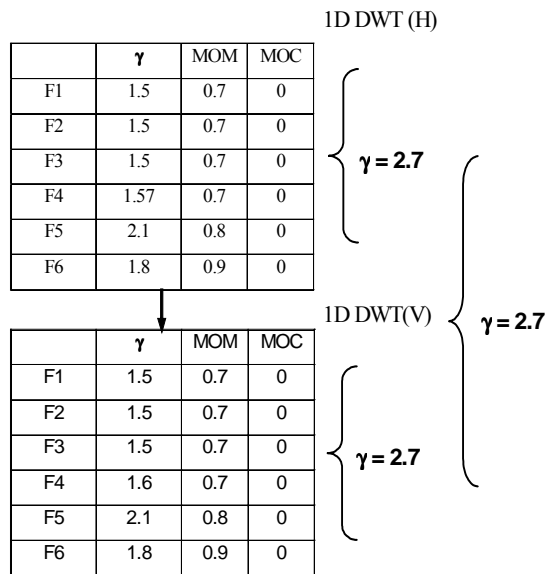 1D DWT (H)
γ MOM MOC
F1 1.5 0.7 0
F2 1.5 0.7 0
F3 1.5 0.7 0
F4 1.57 0.7 0
F5 2.1 0.8 0
F6 1.8 0.9 0
γ = 2.7
1D DWT(V)
γ = 2.7
γ MOM MOC
F1 1.5 0.7 0
F2 1.5 0.7 0
F3 1.5 0.7 0
F4 1.6 0.7 0
F5 2.1 0.8 0
F6 1.8 0.9 0
γ = 2.7